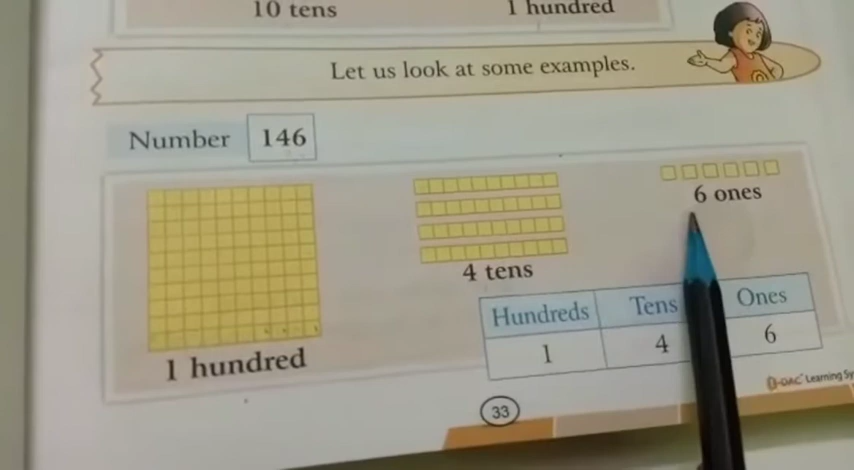 10 tens
1 hundred
Let us look at some examples.
Number 146
6 ones
4 tens
1 hundred
Hundreds Tens Ones
1 4 6
33
Learning